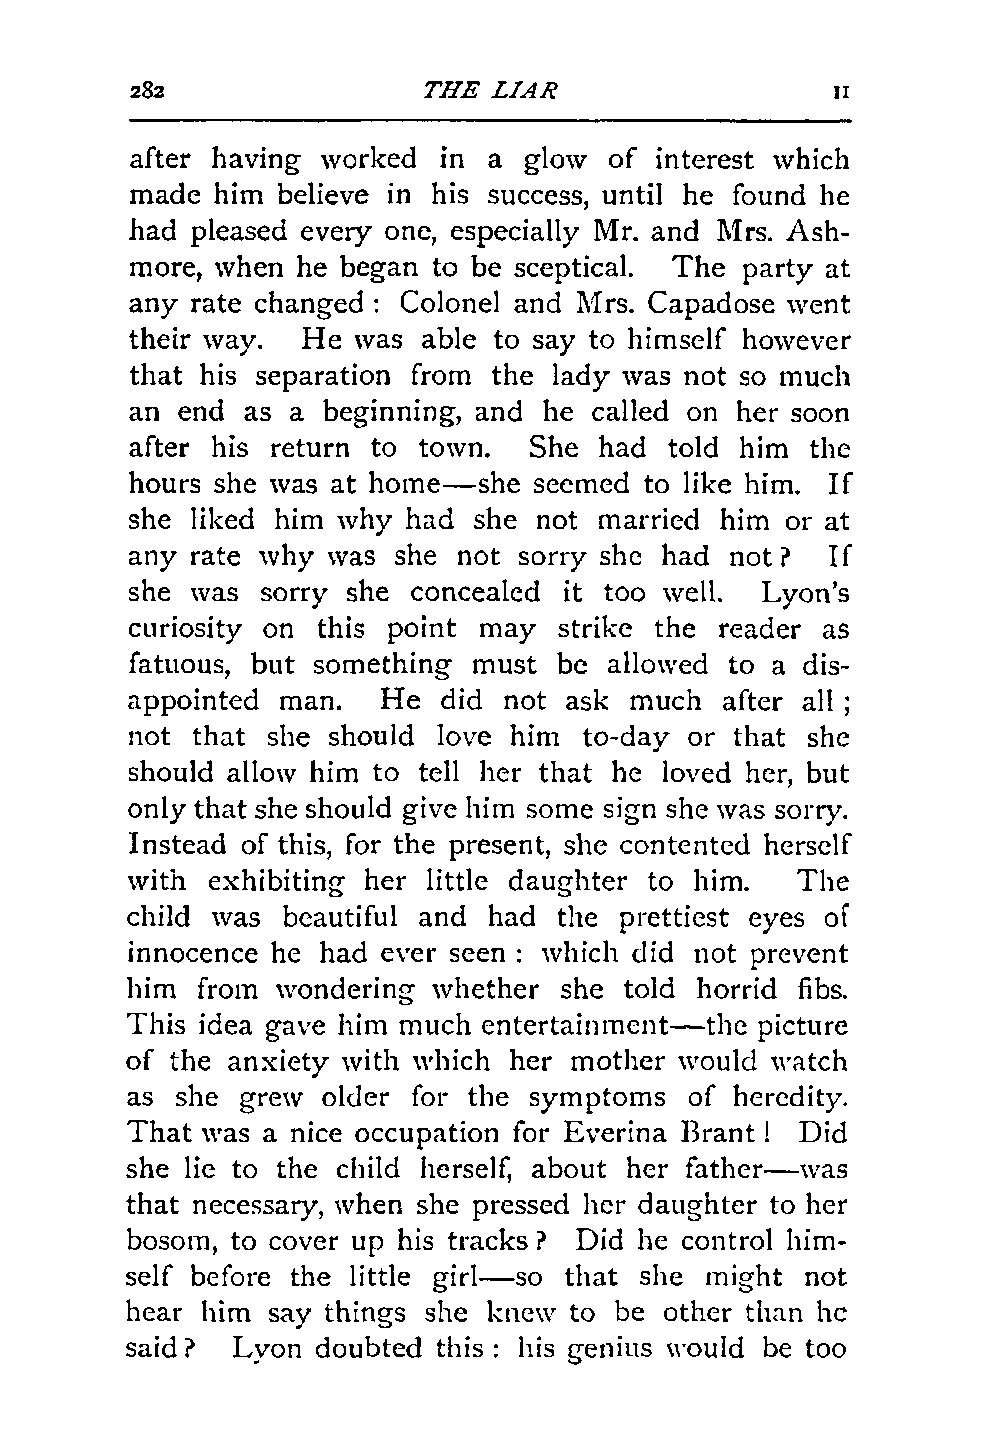 282 THE LIAR II
after having worked in a glow of interest which
made him believe in his success, until he found he
had pleased every one, especially Mr. and Mrs. Ash-
more, when he began to be sceptical. The party at
any rate changed : Colonel and Mrs. Capadose went
their way. He was able to say to himself however
that his separation from the lady was not so much
an end as a beginning, and he called on her soon
after his return to town. She had told him the
hours she was at home—she seemed to like him. If
she liked him why had she not married him or at
any rate why was she not sorry she had not? If
she was sorry she concealed it too well. Lyon's
curiosity on this point may strike the reader as
fatuous, but something must be allowed to a dis-
appointed man. He did not ask much after all ;
not that she should love him to-day or that she
should allow him to tell her that he loved her, but
only that she should give him some sign she was sorry.
Instead of this, for the present, she contented herself
with exhibiting her little daughter to him. The
child was beautiful and had the prettiest eyes of
innocence he had ever seen : which did not prevent
him from wondering whether she told horrid fibs.
This idea gave him much entertainment—the picture
of the anxiety with which her mother would watch
as she grew older for the symptoms of heredity.
That was a nice occupation for Everina Brant! Did
she lie to the child herself, about her father—was
that necessary, when she pressed her daughter to her
bosom, to cover up his tracks? Did he control him-
self before the little girl—so that she might not
hear him say things she knew to be other than he
said? Lyon doubted this : his genius would be too